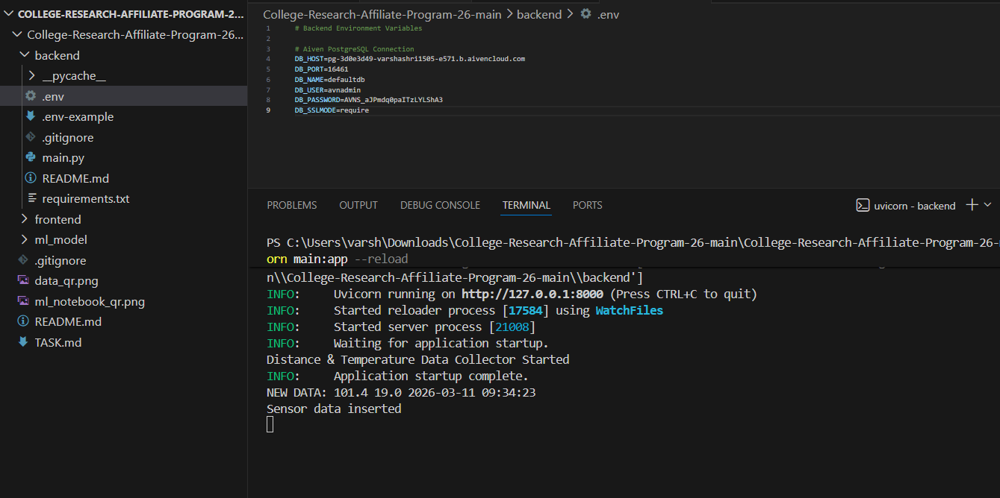 COLLEGE-RESEARCH-AFFILIATE-PROGRAM-2...
College-Research-Affiliate-Program-26...
backend
__pycache__
.env
.env-example
.gitignore
main.py
README.md
requirements.txt
frontend
ml_model
.gitignore
data_qr.png
ml_notebook_qr.png
README.md
TASK.md
College-Research-Affiliate-Program-26-main > backend > .env
1 # Backend Environment Variables
2
3 # Aiven PostgreSQL Connection
4 DB_HOST=pg-3d0e3d49-varshashri1505-e571.b.aivencloud.com
5 DB_PORT=16461
6 DB_NAME=defaultdb
7 DB_USER=avnadmin
8 DB_PASSWORD=AVNS_aJPmdq0paITzLYLShA3
9 DB_SSLMODE=require
PROBLEMS OUTPUT DEBUG CONSOLE TERMINAL PORTS
uvicorn - backend
PS C:\Users\varsh\Downloads\College-Research-Affiliate-Program-26-main\College-Research-Affiliate-Program-26-
orn main:app --reload
n\\College-Research-Affiliate-Program-26-main\\backend']
INFO: Uvicorn running on http://127.0.0.1:8000 (Press CTRL+C to quit)
INFO: Started reloader process [17584] using WatchFiles
INFO: Started server process [21008]
INFO: Waiting for application startup.
Distance & Temperature Data Collector Started
INFO: Application startup complete.
NEW DATA: 101.4 19.0 2026-03-11 09:34:23
Sensor data inserted